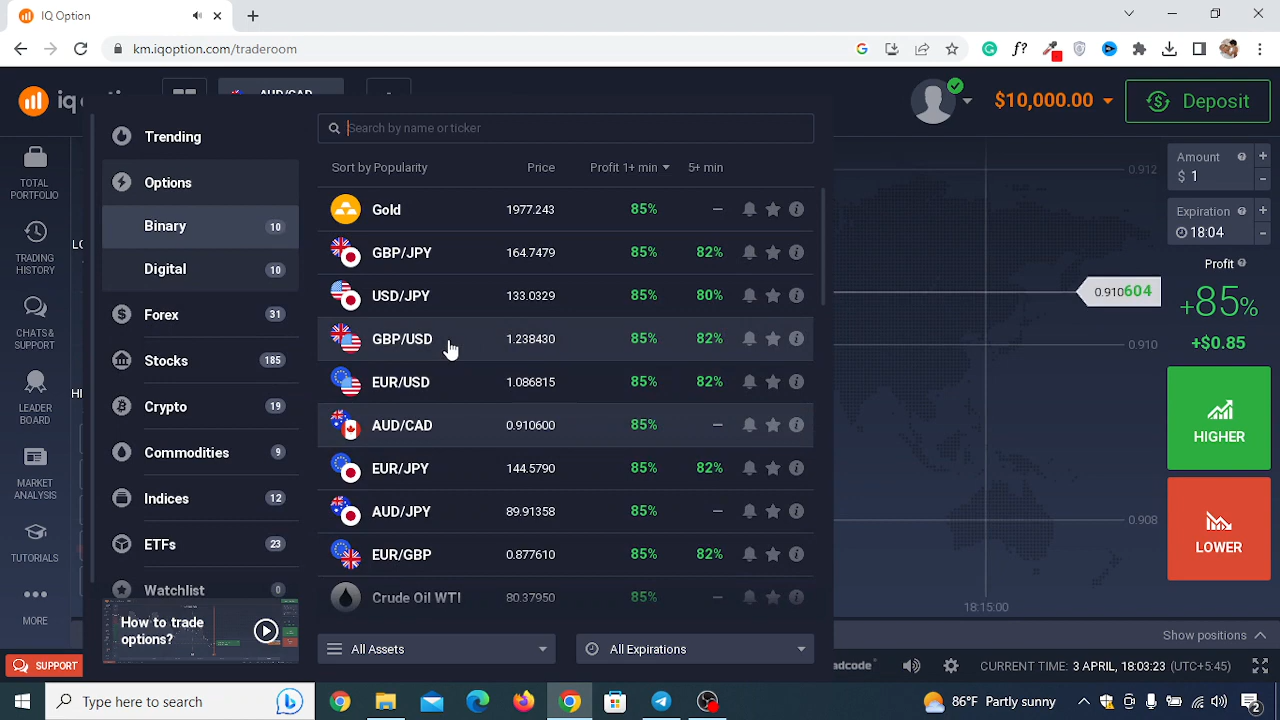 IQ Option
km.iqoption.com/traderoom
iq
AUD/CAD
$10,000.00
Deposit
TOTAL PORTFOLIO
TRADING HISTORY
CHATS & SUPPORT
LEADER BOARD
MARKET ANALYSIS
TUTORIALS
MORE
SUPPORT
Trending
Options
Binary 10
Digital 10
Forex 31
Stocks 185
Crypto 19
Commodities 9
Indices 12
ETFs 23
Watchlist 0
How to trade options?
Search by name or ticker
Sort by Popularity Price Profit 1+ min 5+ min
Gold 1977.243 85% –
GBP/JPY 164.7479 85% 82%
USD/JPY 133.0329 85% 80%
GBP/USD 1.238430 85% 82%
EUR/USD 1.086815 85% 82%
AUD/CAD 0.910600 85% –
EUR/JPY 144.5790 85% 82%
AUD/JPY 89.91358 85% –
EUR/GBP 0.877610 85% 82%
Crude Oil WTI 80.37950 85% –
All Assets
All Expirations
0.912
0.910604
0.910
0.908
18:15:00
Amount
$ 1
Expiration
18:04
Profit
+85%
+$0.85
HIGHER
LOWER
Show positions
adcode
CURRENT TIME: 3 APRIL, 18:03:23 (UTC+5:45)
Type here to search
86°F Partly sunny
2